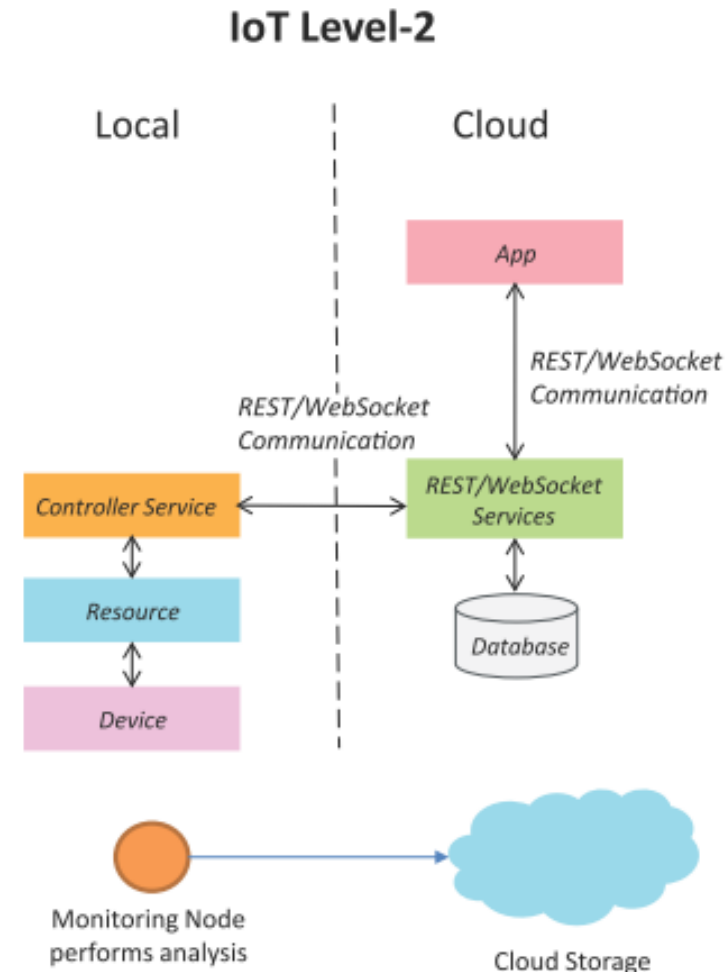 IoT Level-2
Local
Cloud
App
REST/WebSocket
Communication
REST/WebSocket
Communication
Controller Service
REST/WebSocket
Services
Resource
Database
Device
Monitoring Node
performs analysis
Cloud Storage